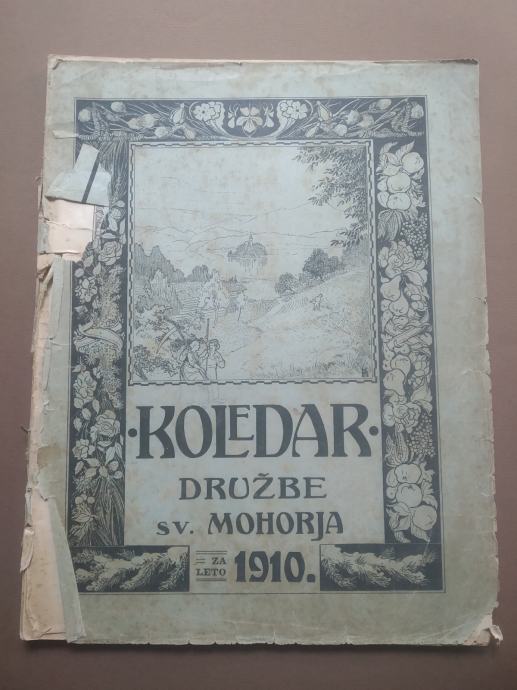 ·KOLEDAR·
DRUŽBE
SV. MOHORJA
ZA LETO 1910.